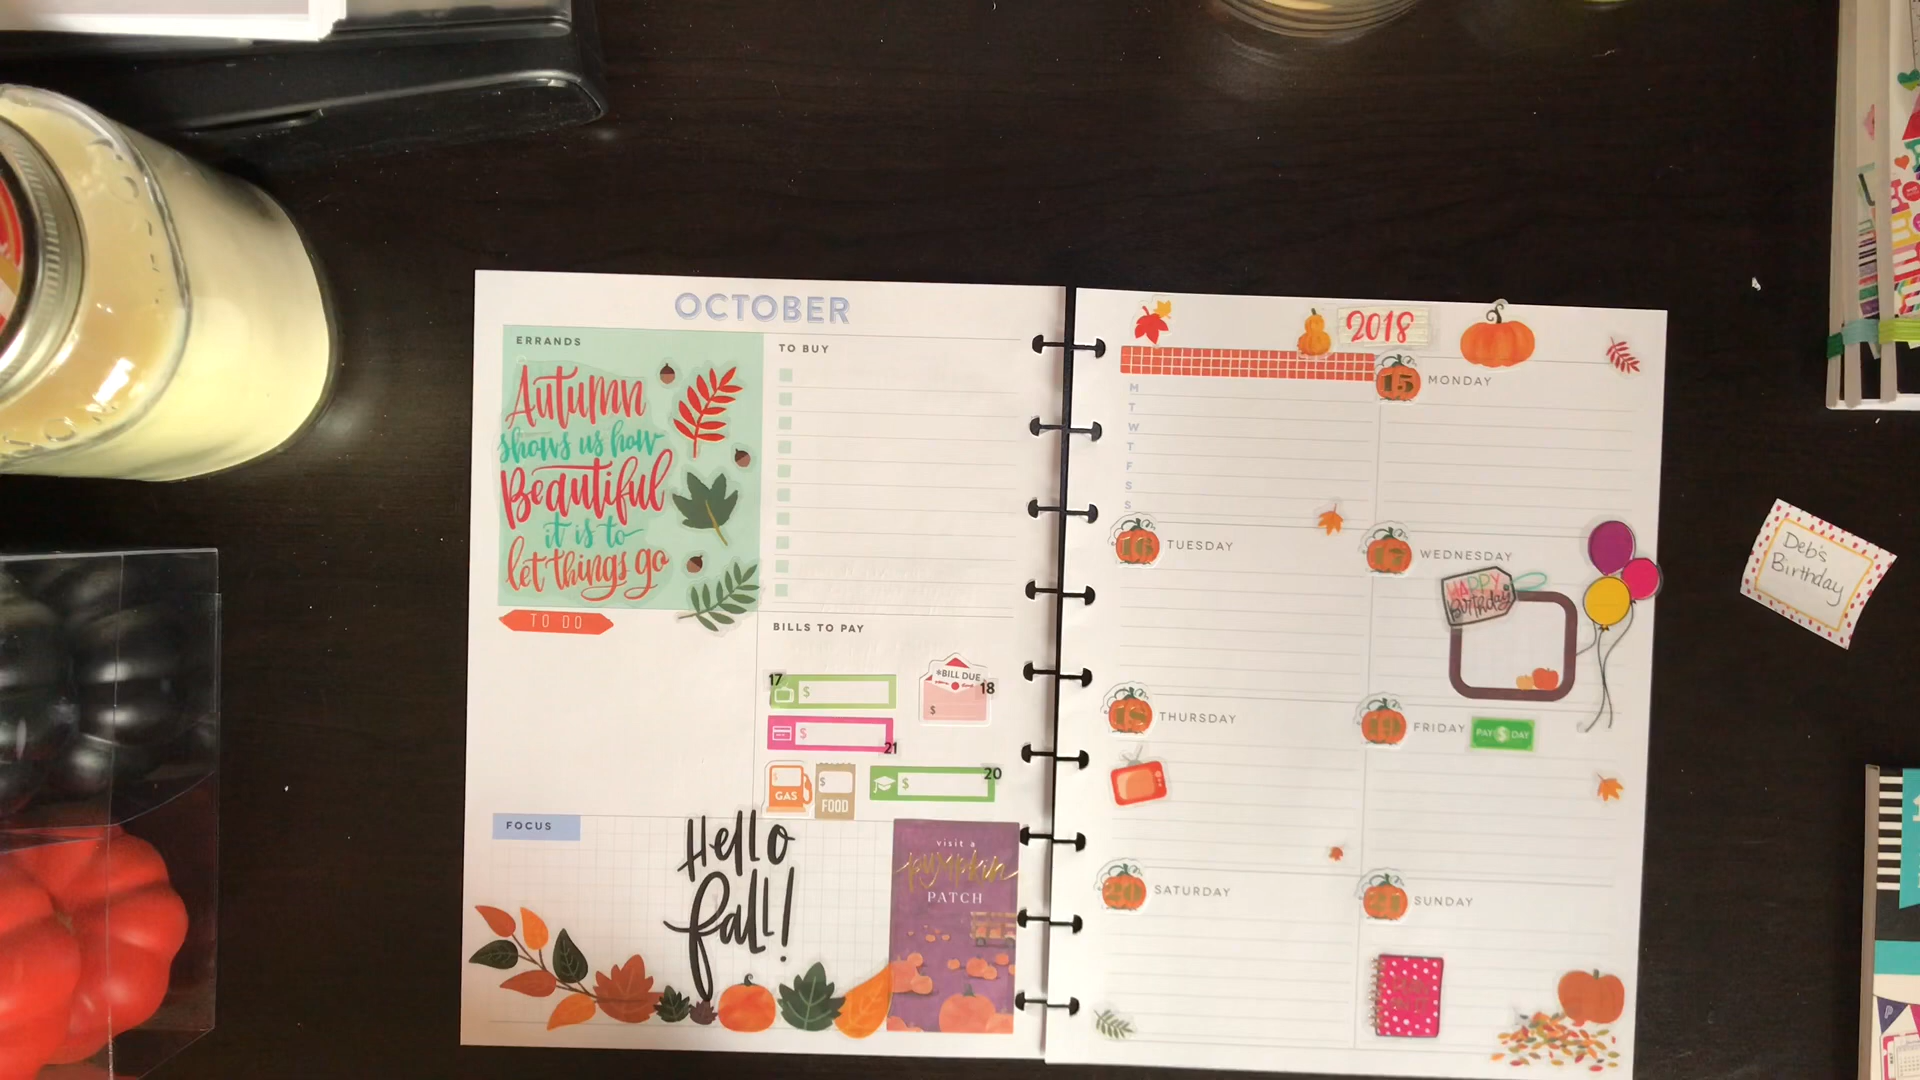 OCTOBER
ERRANDS
Autumn
shows us how
Beautiful
it is to
let things go
TO DO
TO BUY
BILLS TO PAY
17
$
*BILL DUE
18
$
$
21
$
GAS
$
FOOD
$
20
FOCUS
Hello
fall!
visit a
pumpkin
PATCH
2018
M
T
W
T
F
S
S
15 MONDAY
16 TUESDAY
17 WEDNESDAY
HAPPY
Birthday
18 THURSDAY
19 FRIDAY
PAY $ DAY
20 SATURDAY
21 SUNDAY
Deb's
Birthday